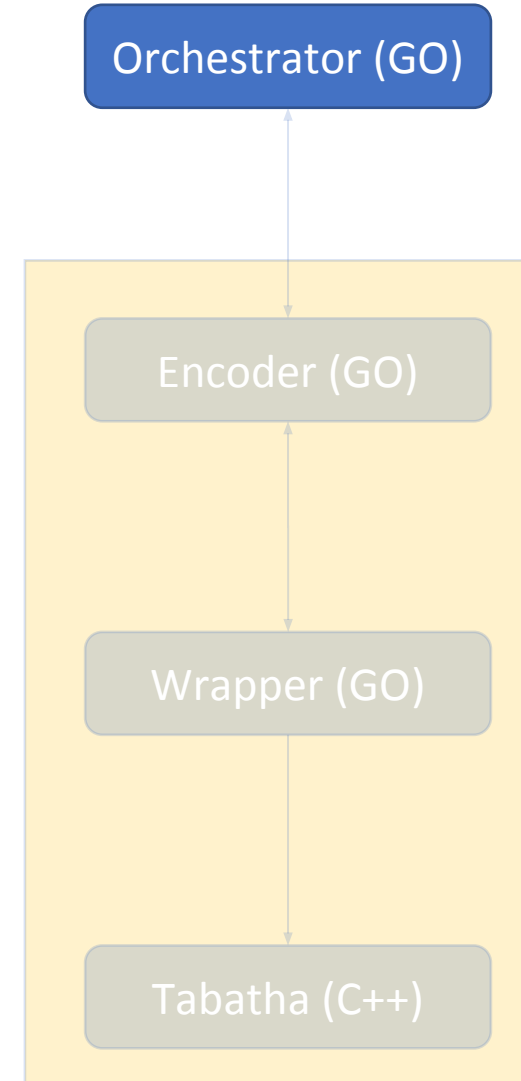 Orchestrator (GO)
Encoder (GO)
Wrapper (GO)
Tabatha (C++)